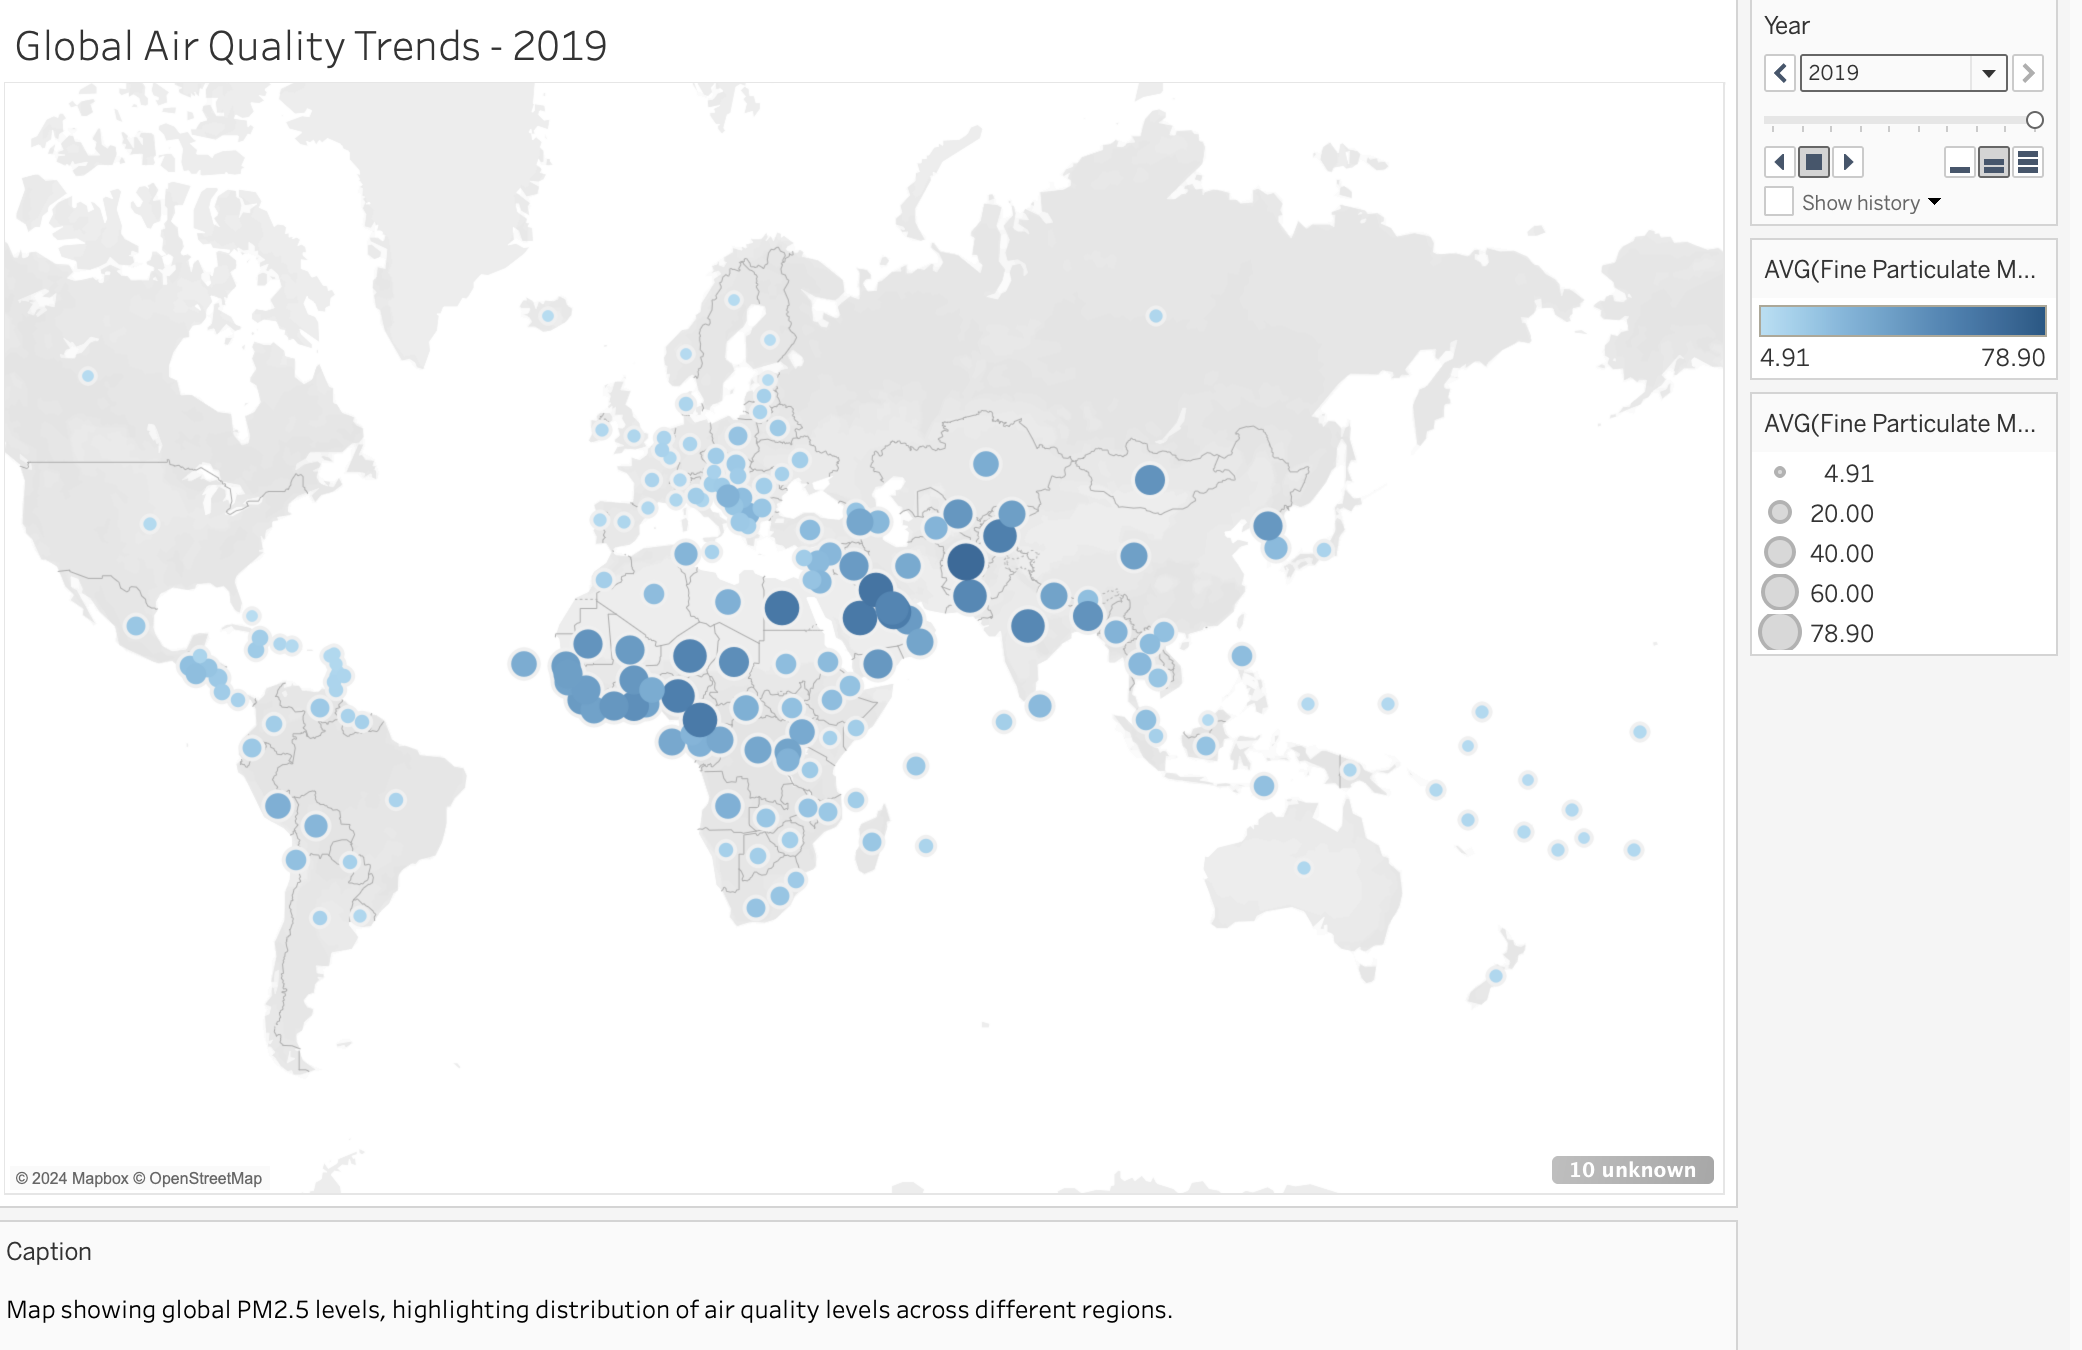 Global Air Quality Trends - 2019
Year
2019
Show history
AVG(Fine Particulate M...
4.91
78.90
AVG(Fine Particulate M...
4.91
20.00
40.00
60.00
78.90
© 2024 Mapbox © OpenStreetMap
10 unknown
Caption
Map showing global PM2.5 levels, highlighting distribution of air quality levels across different regions.